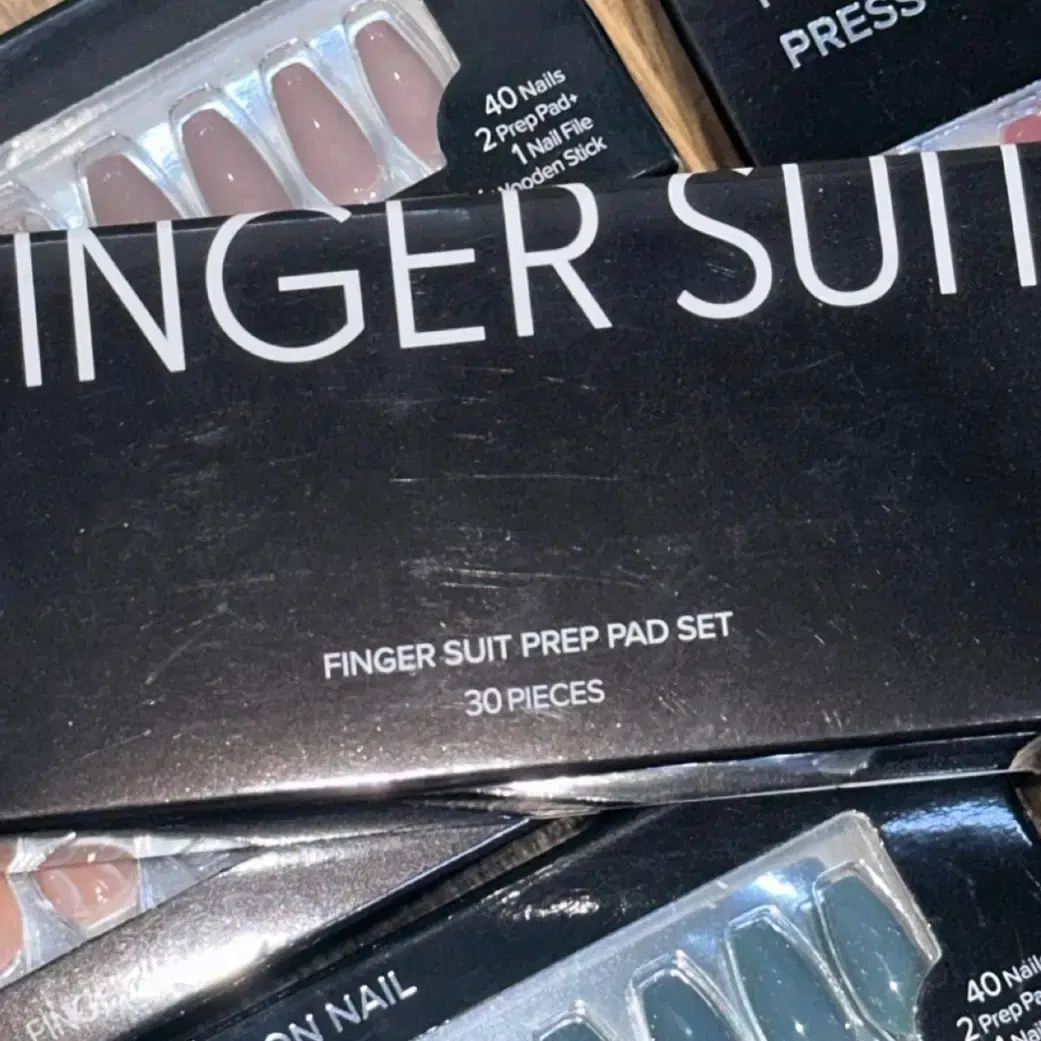 40 Nails
2 Prep Pad+
1 Nail File
Wooden Stick
PRESS
INGER SUIT
FINGER SUIT PREP PAD SET
30 PIECES
ON NAIL
40 Nail
2 Prep Pa